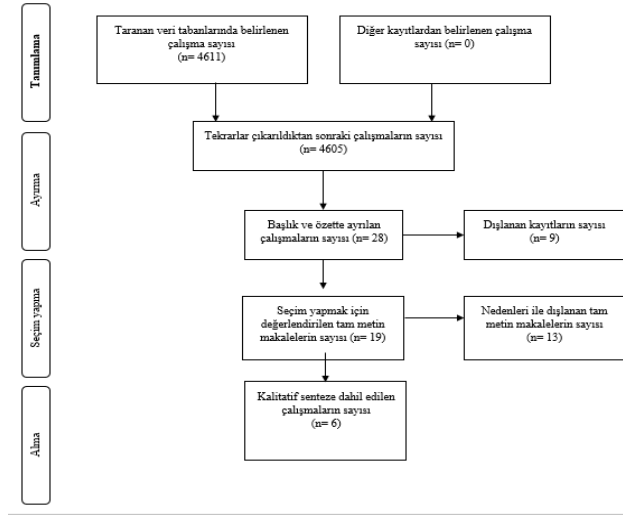 Tanımlama
Taranan veri tabanlarında belirlenen
çalışma sayısı
(n= 4611)
Diğer kayıtlardan belirlenen çalışma
sayısı (n= 0)
Tekrarlar çıkarıldıktan sonraki çalışmaların sayısı
(n= 4605)
Ayırma
Başlık ve özette ayrılan
çalışmaların sayısı (n= 28)
Dışlanan kayıtların sayısı
(n= 9)
Seçim yapma
Seçim yapmak için
değerlendirilen tam metin
makalelerin sayısı (n= 19)
Nedenleri ile dışlanan tam
metin makalelerin sayısı
(n= 13)
Alma
Kalitatif senteze dahil edilen
çalışmaların sayısı
(n= 6)